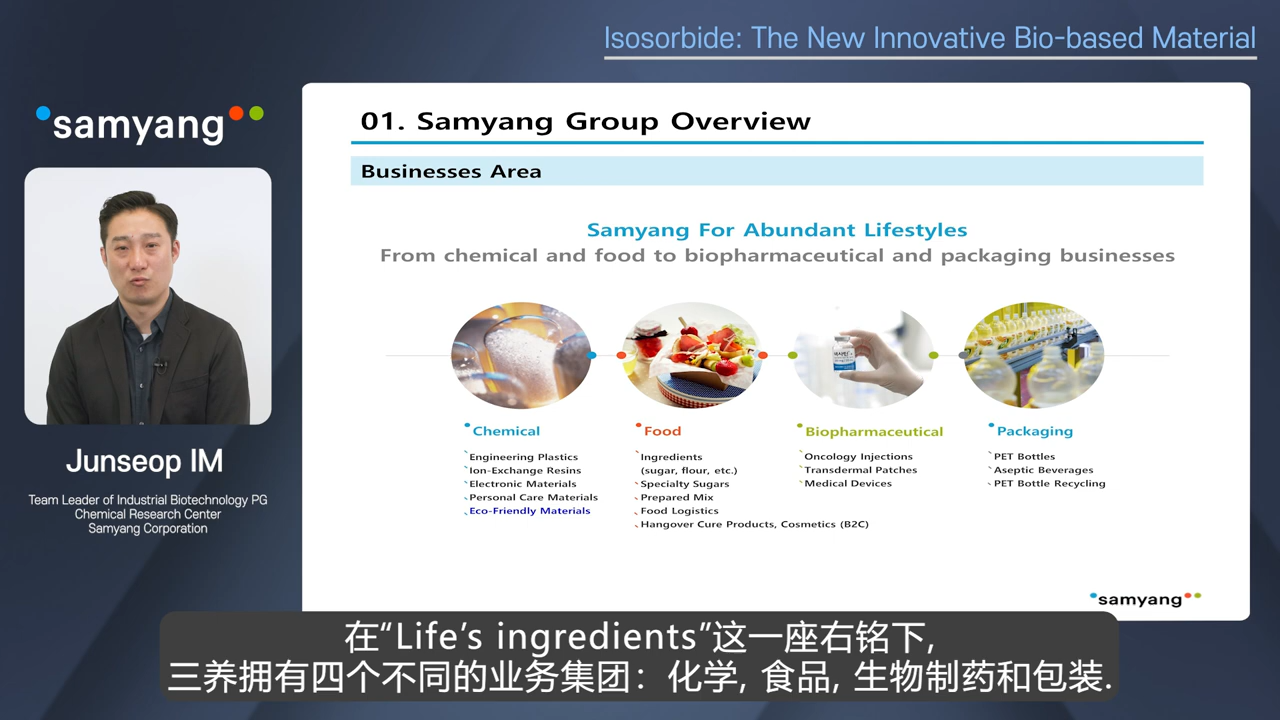 Isosorbide: The New Innovative Bio-based Material
samyang
01. Samyang Group Overview
Businesses Area
Samyang For Abundant Lifestyles
From chemical and food to biopharmaceutical and packaging businesses
Chemical
Engineering Plastics
Ion-Exchange Resins
Electronic Materials
Personal Care Materials
Eco-Friendly Materials
Food
Ingredients
(sugar, flour, etc.)
Specialty Sugars
Prepared Mix
Food Logistics
Hangover Cure Products, Cosmetics (B2C)
Biopharmaceutical
Oncology Injections
Transdermal Patches
Medical Devices
Packaging
PET Bottles
Aseptic Beverages
PET Bottle Recycling
samyang
Junseop IM
Team Leader of Industrial Biotechnology PG
Chemical Research Center
Samyang Corporation
在“Life’s ingredients”这一座右铭下,
三养拥有四个不同的业务集团：化学, 食品, 生物制药和包装.